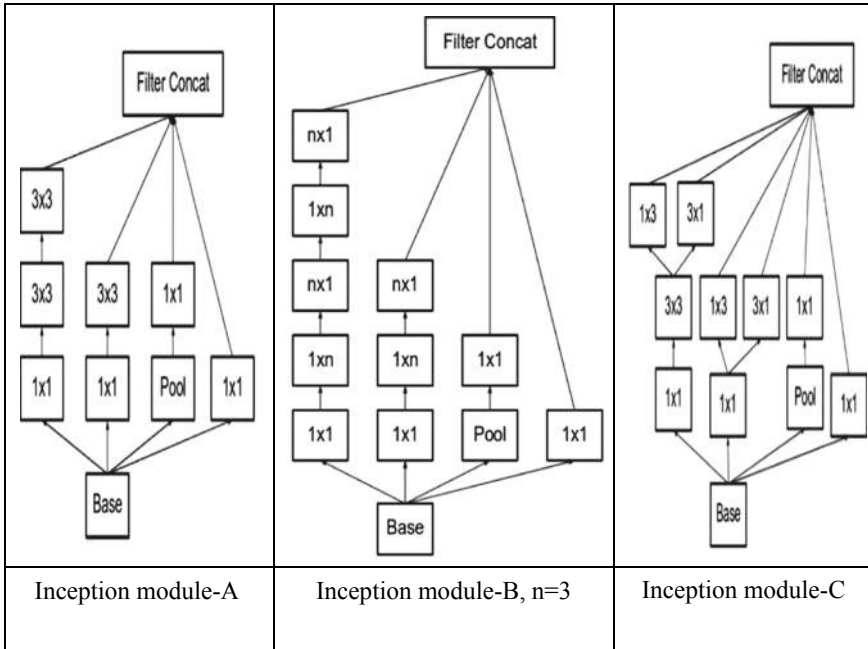 Filter Concat
3x3
3x3
3x3
1x1
1x1
1x1
Pool
1x1
Base
Inception module-A
Filter Concat
nx1
1xn
nx1
nx1
1xn
1xn
1x1
1x1
1x1
Pool
1x1
Base
Inception module-B, n=3
Filter Concat
1x3
3x1
3x3
1x3
3x1
1x1
1x1
1x1
Pool
1x1
Base
Inception module-C